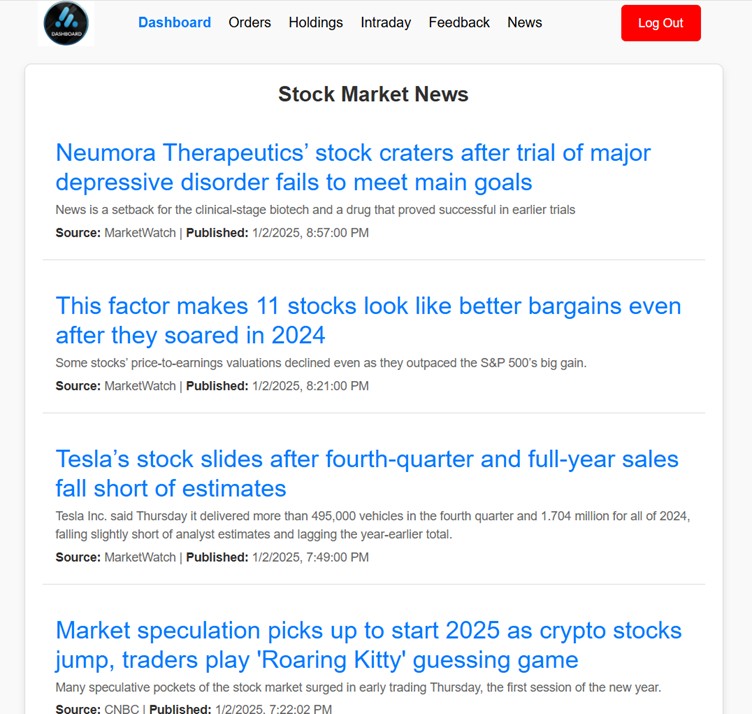 DASHBOARD
Dashboard Orders Holdings Intraday Feedback News Log Out
Stock Market News
Neumora Therapeutics’ stock craters after trial of major
depressive disorder fails to meet main goals
News is a setback for the clinical-stage biotech and a drug that proved successful in earlier trials
Source: MarketWatch | Published: 1/2/2025, 8:57:00 PM
This factor makes 11 stocks look like better bargains even
after they soared in 2024
Some stocks’ price-to-earnings valuations declined even as they outpaced the S&P 500’s big gain.
Source: MarketWatch | Published: 1/2/2025, 8:21:00 PM
Tesla’s stock slides after fourth-quarter and full-year sales
fall short of estimates
Tesla Inc. said Thursday it delivered more than 495,000 vehicles in the fourth quarter and 1.704 million for all of 2024,
falling slightly short of analyst estimates and lagging the year-earlier total.
Source: MarketWatch | Published: 1/2/2025, 7:49:00 PM
Market speculation picks up to start 2025 as crypto stocks
jump, traders play 'Roaring Kitty' guessing game
Many speculative pockets of the stock market surged in early trading Thursday, the first session of the new year.
Source: CNBC | Published: 1/2/2025, 7:22:02 PM